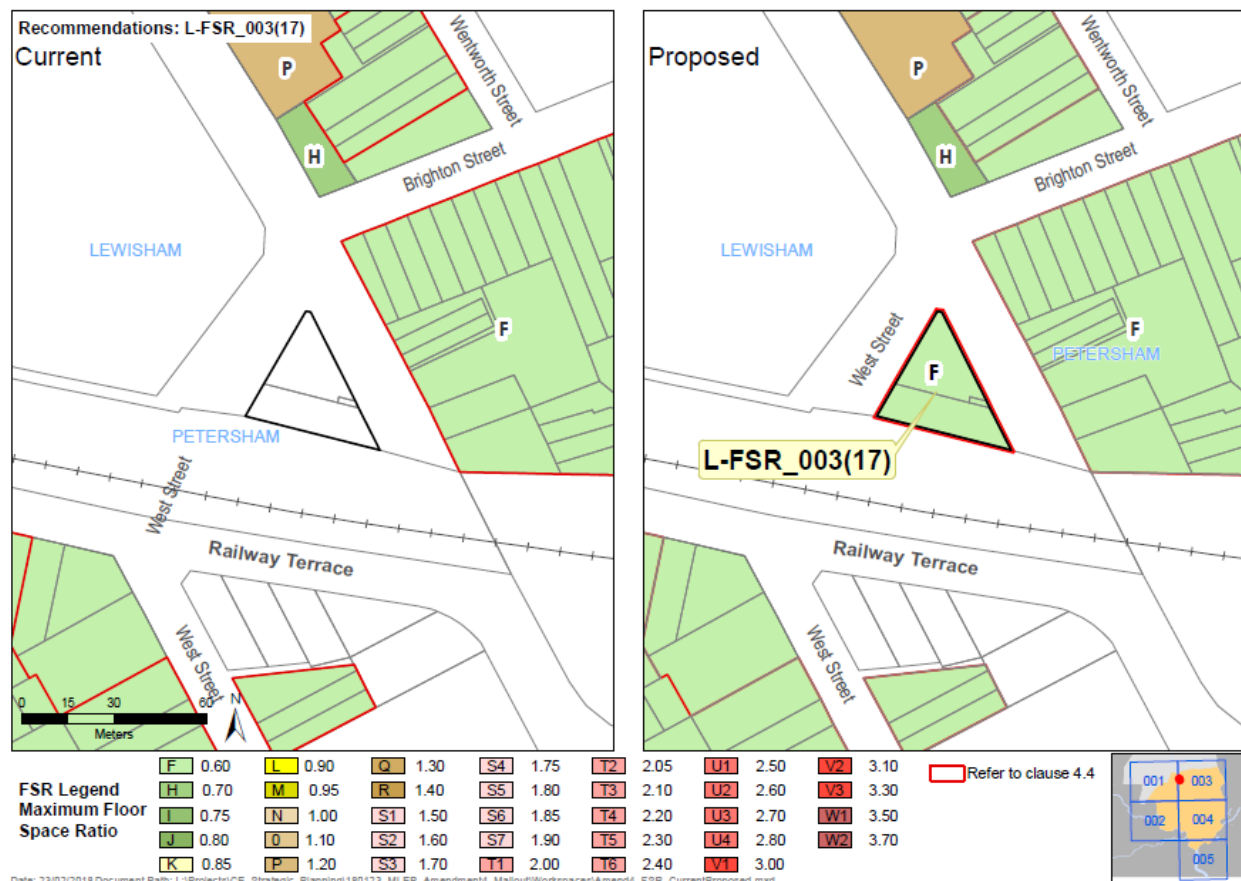 Recommendations: L-FSR_003(17)
Current
P
H
Wentworth Street
Brighton Street
LEWISHAM
F
PETERSHAM
West Street
Railway Terrace
West Street
0 15 30 60
Meters
N
Proposed
P
H
Wentworth Street
Brighton Street
LEWISHAM
West Street
F
F
PETERSHAM
L-FSR_003(17)
Railway Terrace
West Street
FSR Legend
Maximum Floor
Space Ratio
F 0.60
H 0.70
I 0.75
J 0.80
K 0.85
L 0.90
M 0.95
N 1.00
0 1.10
P 1.20
Q 1.30
R 1.40
S1 1.50
S2 1.60
S3 1.70
S4 1.75
S5 1.80
S6 1.85
S7 1.90
T1 2.00
T2 2.05
T3 2.10
T4 2.20
T5 2.30
T6 2.40
U1 2.50
U2 2.60
U3 2.70
U4 2.80
V1 3.00
V2 3.10
V3 3.30
W1 3.50
W2 3.70
Refer to clause 4.4
001 003
002 004
005